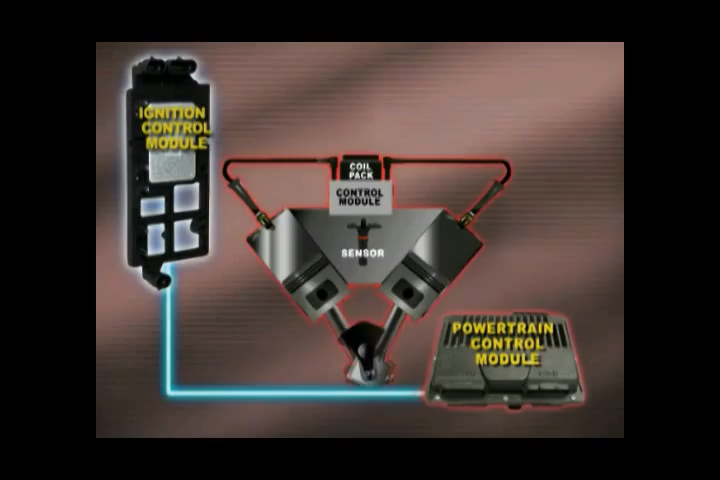 IGNITION
CONTROL
MODULE
COIL
PACK
CONTROL
MODULE
SENSOR
POWERTRAIN
CONTROL
MODULE